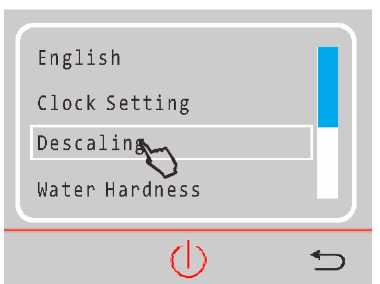 English
Clock Setting
Descaling
Water Hardness